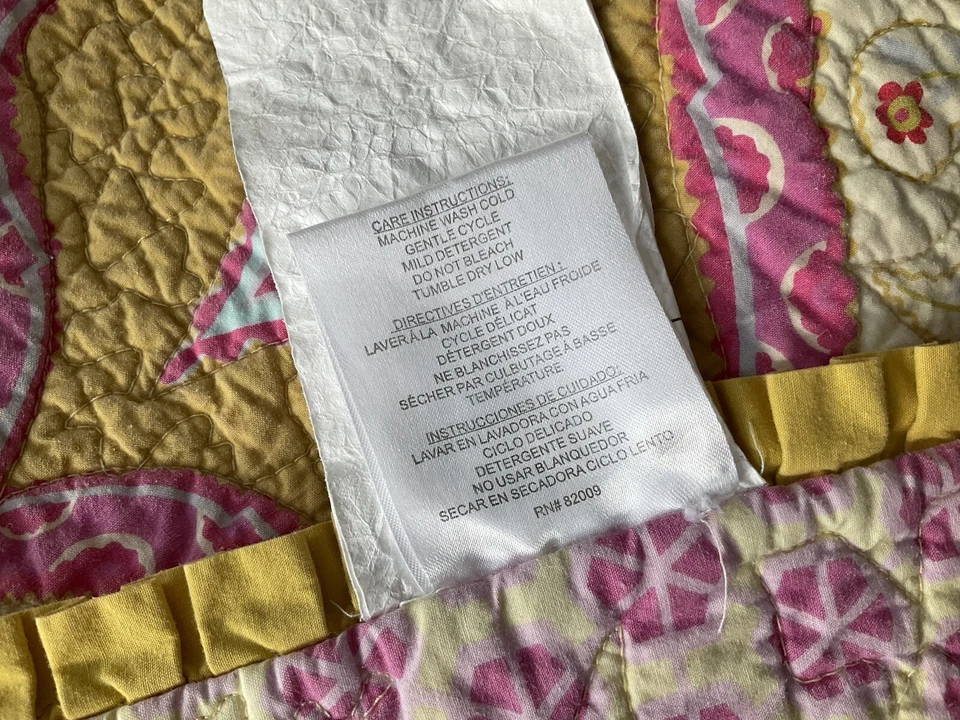 CARE INSTRUCTIONS:
MACHINE WASH COLD
GENTLE CYCLE
MILD DETERGENT
DO NOT BLEACH
TUMBLE DRY LOW
DIRECTIVES D'ENTRETIEN :
LAVER À LA MACHINE À L'EAU FROIDE
CYCLE DÉLICAT
DÉTERGENT DOUX
NE BLANCHISSEZ PAS
SÈCHER PAR CULBUTAGE À BASSE
TEMPÉRATURE
INSTRUCCIONES DE CUIDADO:
LAVAR EN LAVADORA CON AGUA FRIA
CICLO DELICADO
DETERGENTE SUAVE
NO USAR BLANQUEDOR
SECAR EN SECADORA CICLO LENTO
RN# 82009